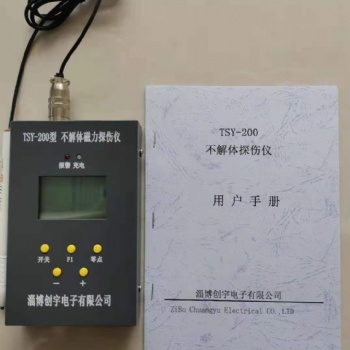 TSY-200型 不解体磁力探伤仪
报警 充电
开关 F1 零点
－ ＋
淄博创宇电子有限公司
TSY-200
不解体探伤仪
用户手册
淄博创宇电子有限公司
ZiBo Chuangyu Electrical CO.,LTD